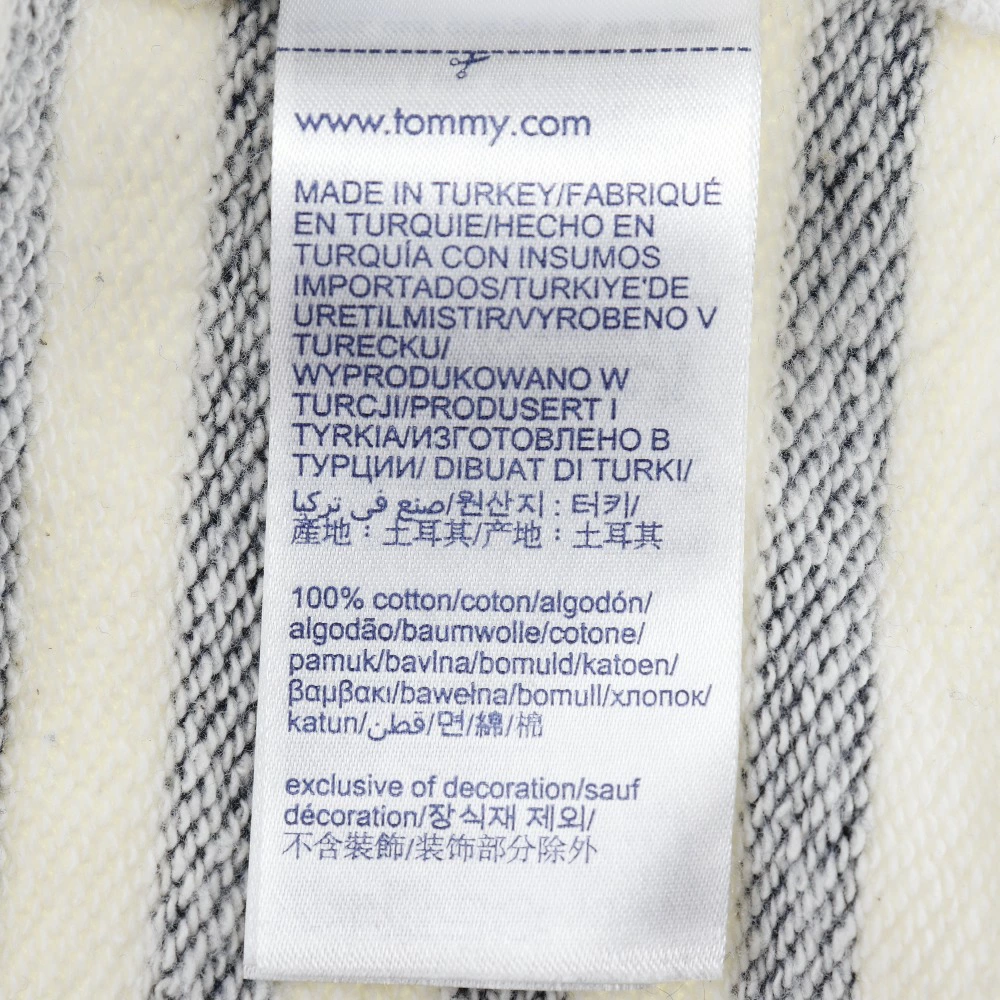 www.tommy.com
MADE IN TURKEY/FABRIQUÉ
EN TURQUIE/HECHO EN
TURQUÍA CON INSUMOS
IMPORTADOS/TURKIYE'DE
URETILMISTIR/VYROBENO V
TURECKU/
WYPRODUKOWANO W
TURCJI/PRODUSERT I
TYRKIA/ИЗГОТОВЛЕНО В
ТУРЦИИ/ DIBUAT DI TURKI/
صنع في تركيا/원산지 : 터키/
産地：土耳其/产地：土耳其
100% cotton/coton/algodón/
algodão/baumwolle/cotone/
pamuk/bavlna/bomuld/katoen/
βαμβακι/bawełna/bomull/хлопок/
katun/قطن/면/綿/棉
exclusive of decoration/sauf
décoration/장식재 제외/
不含裝飾/装饰部分除外